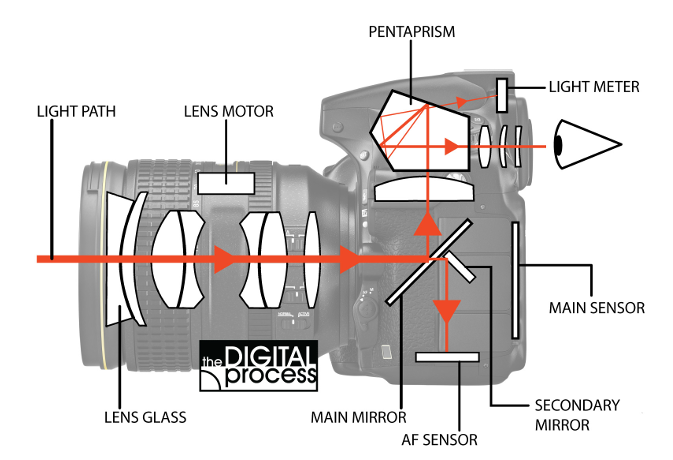 PENTAPRISM
LIGHT METER
LIGHT PATH
LENS MOTOR
MAIN SENSOR
the DIGITAL
process
LENS GLASS
MAIN MIRROR
AF SENSOR
SECONDARY
MIRROR